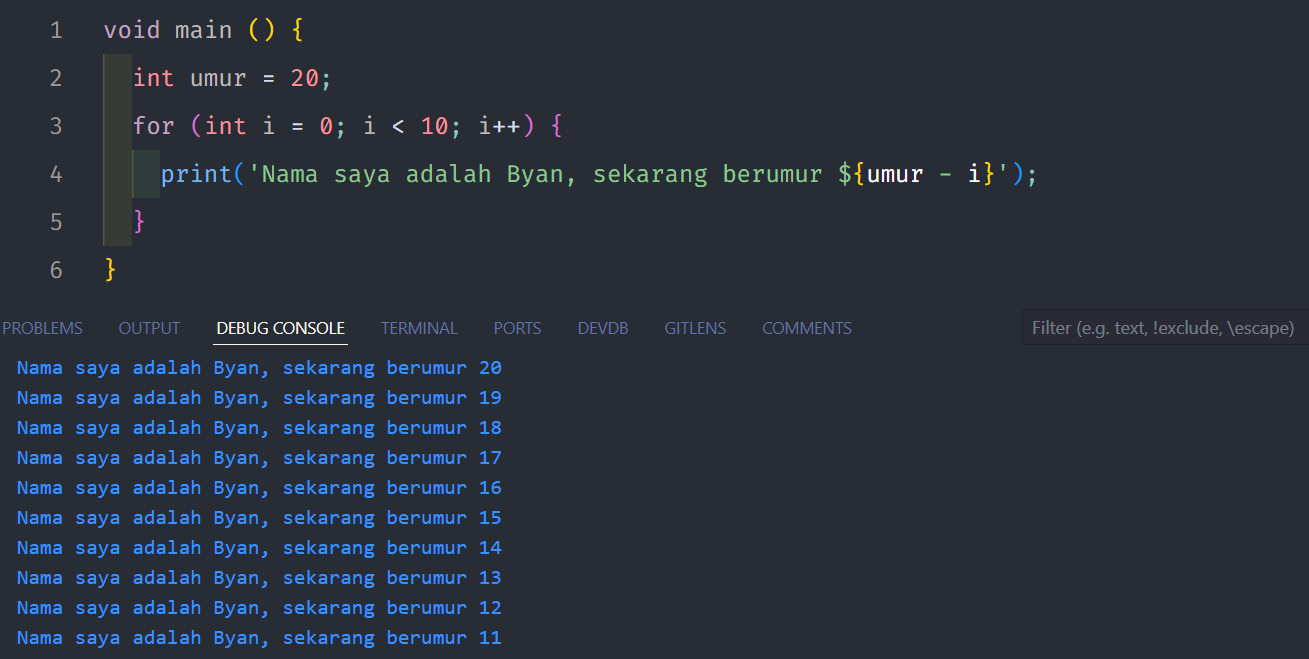 1 void main () {
2 int umur = 20;
3 for (int i = 0; i < 10; i++) {
4 print('Nama saya adalah Byan, sekarang berumur ${umur - i}');
5 }
6 }
PROBLEMS OUTPUT DEBUG CONSOLE TERMINAL PORTS DEVDB GITLENS COMMENTS Filter (e.g. text, !exclude, \escape)
Nama saya adalah Byan, sekarang berumur 20
Nama saya adalah Byan, sekarang berumur 19
Nama saya adalah Byan, sekarang berumur 18
Nama saya adalah Byan, sekarang berumur 17
Nama saya adalah Byan, sekarang berumur 16
Nama saya adalah Byan, sekarang berumur 15
Nama saya adalah Byan, sekarang berumur 14
Nama saya adalah Byan, sekarang berumur 13
Nama saya adalah Byan, sekarang berumur 12
Nama saya adalah Byan, sekarang berumur 11